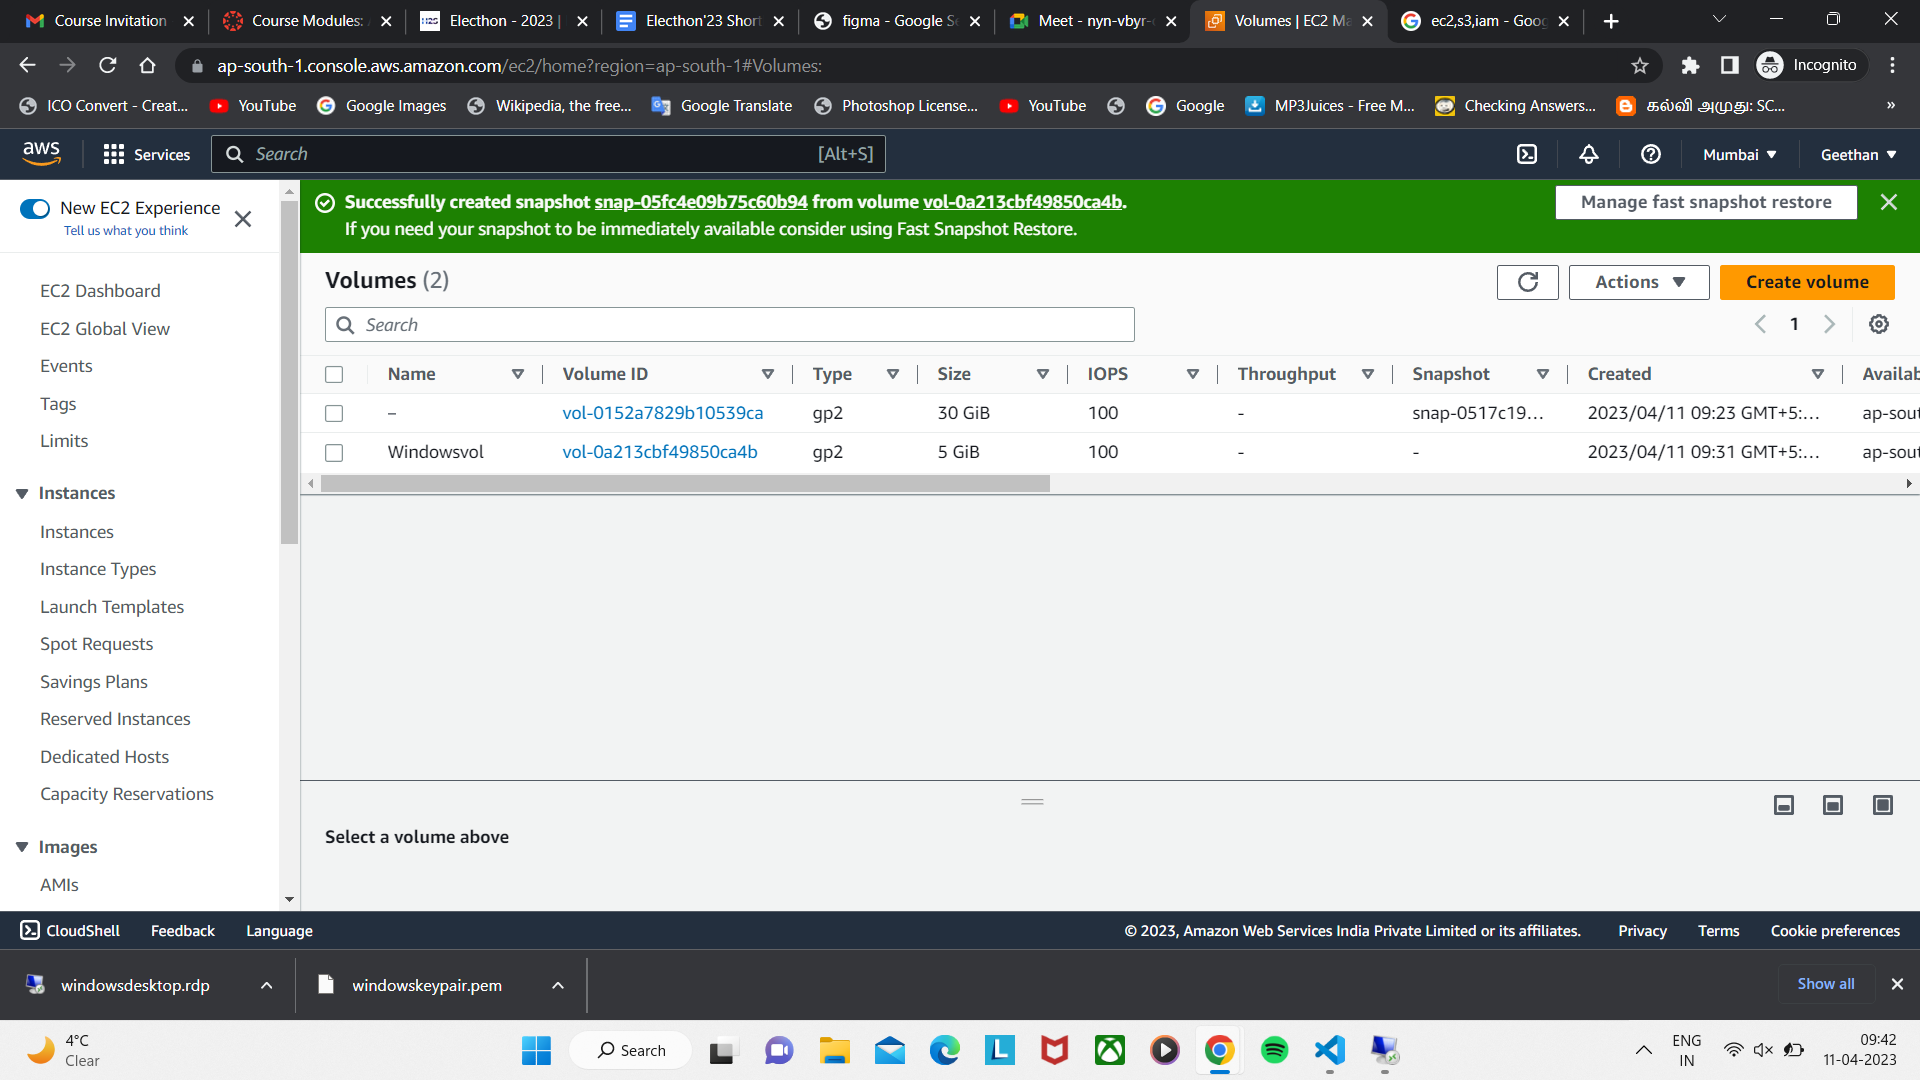 Course Invitation
Course Modules:
Electhon - 2023 |
Electhon'23 Short
figma - Google Se
Meet - nyn-vbyr-
Volumes | EC2 Ma
ec2,s3,iam - Goog
ap-south-1.console.aws.amazon.com/ec2/home?region=ap-south-1#Volumes:
Incognito
ICO Convert - Creat...
YouTube
Google Images
Wikipedia, the free...
Google Translate
Photoshop License...
YouTube
Google
MP3Juices - Free M...
Checking Answers...
கல்வி அமுது: SC...
»
aws
Services
Search
[Alt+S]
Mumbai
Geethan
New EC2 Experience
Tell us what you think
Successfully created snapshot snap-05fc4e09b75c60b94 from volume vol-0a213cbf49850ca4b.
If you need your snapshot to be immediately available consider using Fast Snapshot Restore.
Manage fast snapshot restore
EC2 Dashboard
EC2 Global View
Events
Tags
Limits
Instances
Instances
Instance Types
Launch Templates
Spot Requests
Savings Plans
Reserved Instances
Dedicated Hosts
Capacity Reservations
Images
AMIs
Volumes (2)
Actions
Create volume
Search
1
Name Volume ID Type Size IOPS Throughput Snapshot Created Availab
– vol-0152a7829b10539ca gp2 30 GiB 100 - snap-0517c19... 2023/04/11 09:23 GMT+5:... ap-sout
Windowsvol vol-0a213cbf49850ca4b gp2 5 GiB 100 - - 2023/04/11 09:31 GMT+5:... ap-sout
Select a volume above
CloudShell
Feedback
Language
© 2023, Amazon Web Services India Private Limited or its affiliates.
Privacy
Terms
Cookie preferences
windowsdesktop.rdp
windowskeypair.pem
Show all
4°C
Clear
Search
ENG
IN
09:42
11-04-2023